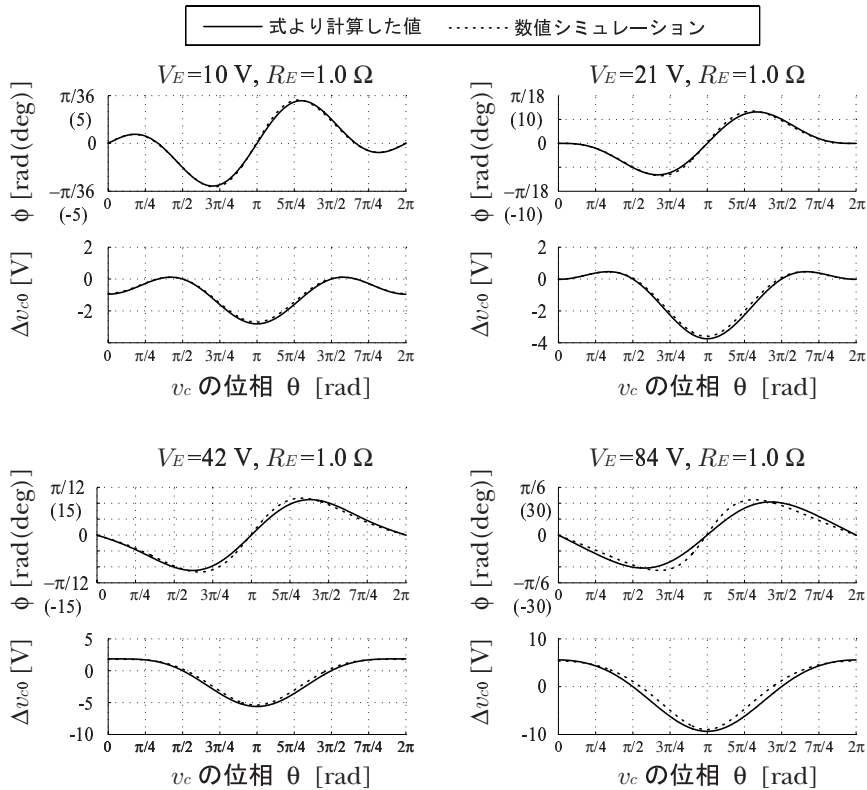 式より計算した値 数値シミュレーション
V_E=10 V, R_E=1.0 Ω
ϕ [rad(deg)]
π/36
(5)
0
−π/36
(-5)
0 π/4 π/2 3π/4 π 5π/4 3π/2 7π/4 2π
Δv_c0 [V]
2
0
-2
0 π/4 π/2 3π/4 π 5π/4 3π/2 7π/4 2π
v_c の位相 θ [rad]
V_E=21 V, R_E=1.0 Ω
ϕ [rad(deg)]
π/18
(10)
0
−π/18
(-10)
0 π/4 π/2 3π/4 π 5π/4 3π/2 7π/4 2π
Δv_c0 [V]
2
0
-2
-4
0 π/4 π/2 3π/4 π 5π/4 3π/2 7π/4 2π
v_c の位相 θ [rad]
V_E=42 V, R_E=1.0 Ω
ϕ [rad(deg)]
π/12
(15)
0
−π/12
(-15)
0 π/4 π/2 3π/4 π 5π/4 3π/2 7π/4 2π
Δv_c0 [V]
5
0
-5
-10
0 π/4 π/2 3π/4 π 5π/4 3π/2 7π/4 2π
v_c の位相 θ [rad]
V_E=84 V, R_E=1.0 Ω
ϕ [rad(deg)]
π/6
(30)
0
−π/6
(-30)
0 π/4 π/2 3π/4 π 5π/4 3π/2 7π/4 2π
Δv_c0 [V]
10
0
-10
0 π/4 π/2 3π/4 π 5π/4 3π/2 7π/4 2π
v_c の位相 θ [rad]